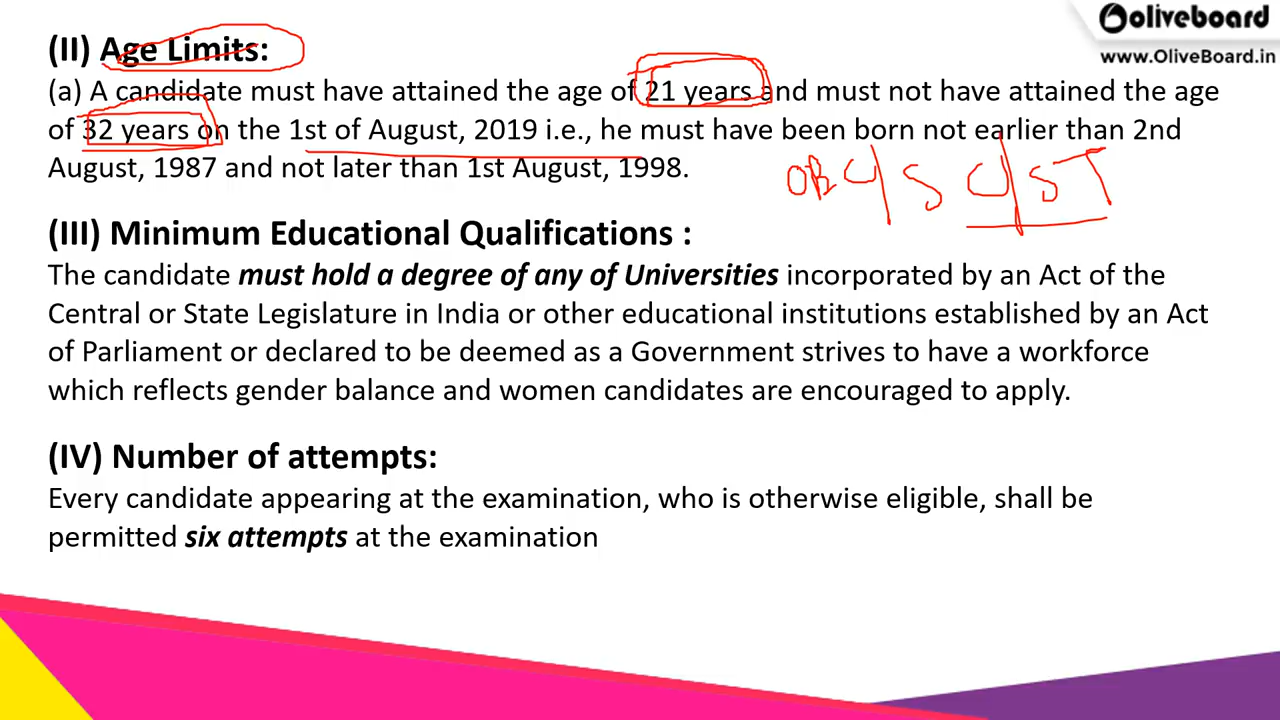 oliveboard
www.OliveBoard.in
(II) Age Limits:
(a) A candidate must have attained the age of 21 years and must not have attained the age
of 32 years on the 1st of August, 2019 i.e., he must have been born not earlier than 2nd
August, 1987 and not later than 1st August, 1998.
OBC/SC/ST
(III) Minimum Educational Qualifications :
The candidate must hold a degree of any of Universities incorporated by an Act of the
Central or State Legislature in India or other educational institutions established by an Act
of Parliament or declared to be deemed as a Government strives to have a workforce
which reflects gender balance and women candidates are encouraged to apply.
(IV) Number of attempts:
Every candidate appearing at the examination, who is otherwise eligible, shall be
permitted six attempts at the examination